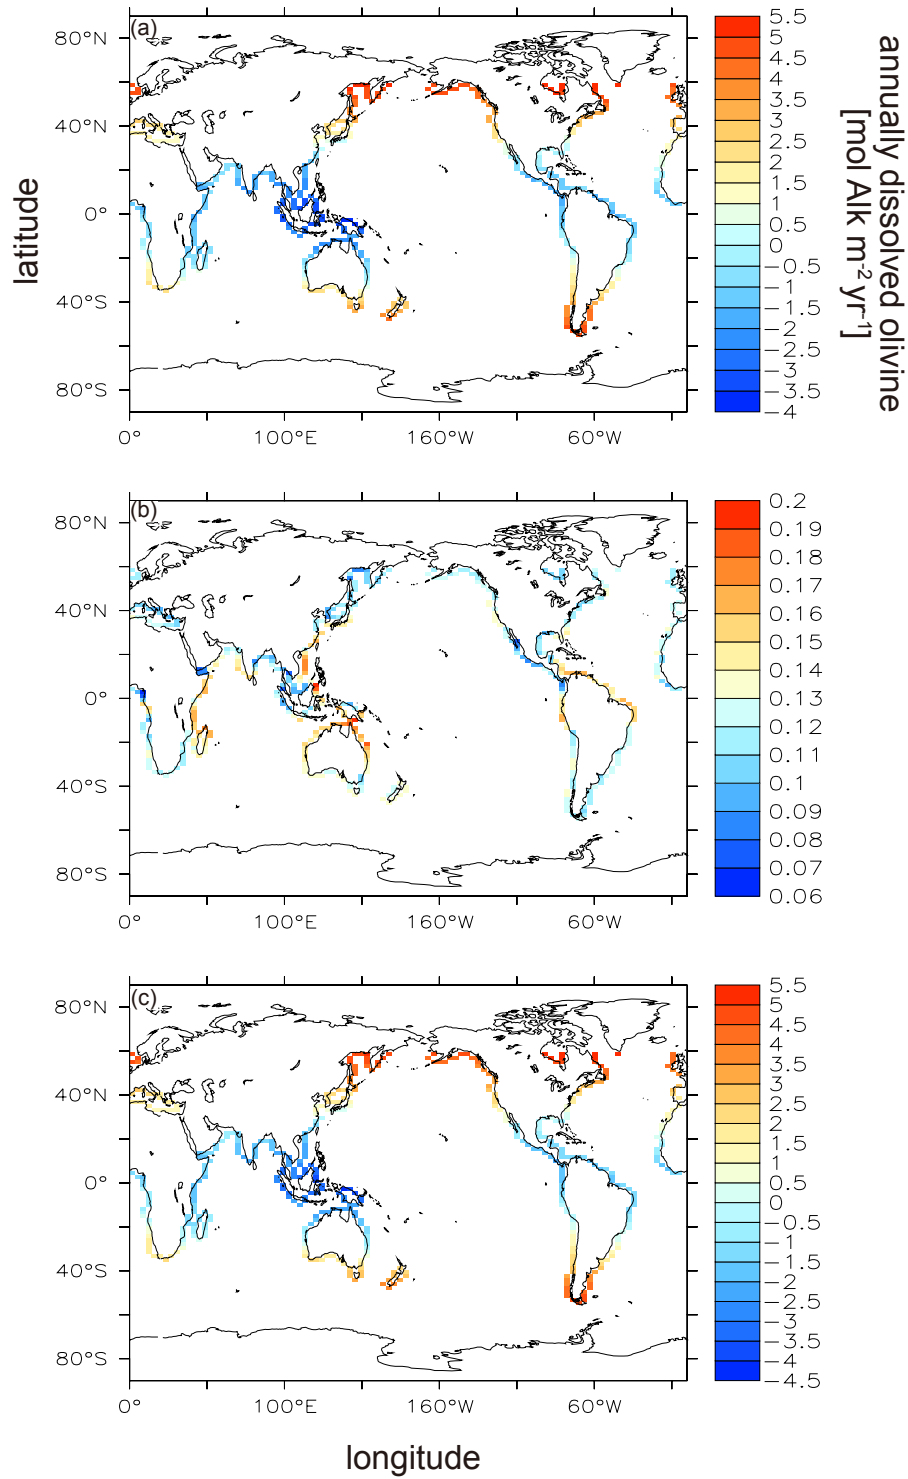 (a)
80°N
40°N
0°
40°S
80°S
0°
100°E
160°W
60°W
5.5
5
4.5
4
3.5
3
2.5
2
1.5
1
0.5
0
−0.5
−1
−1.5
−2
−2.5
−3
−3.5
−4
latitude
annually dissolved olivine
[mol Alk m-2 yr-1]
(b)
80°N
40°N
0°
40°S
80°S
0°
100°E
160°W
60°W
0.2
0.19
0.18
0.17
0.16
0.15
0.14
0.13
0.12
0.11
0.1
0.09
0.08
0.07
0.06
(c)
80°N
40°N
0°
40°S
80°S
0°
100°E
160°W
60°W
5.5
5
4.5
4
3.5
3
2.5
2
1.5
1
0.5
0
−0.5
−1
−1.5
−2
−2.5
−3
−3.5
−4
−4.5
longitude